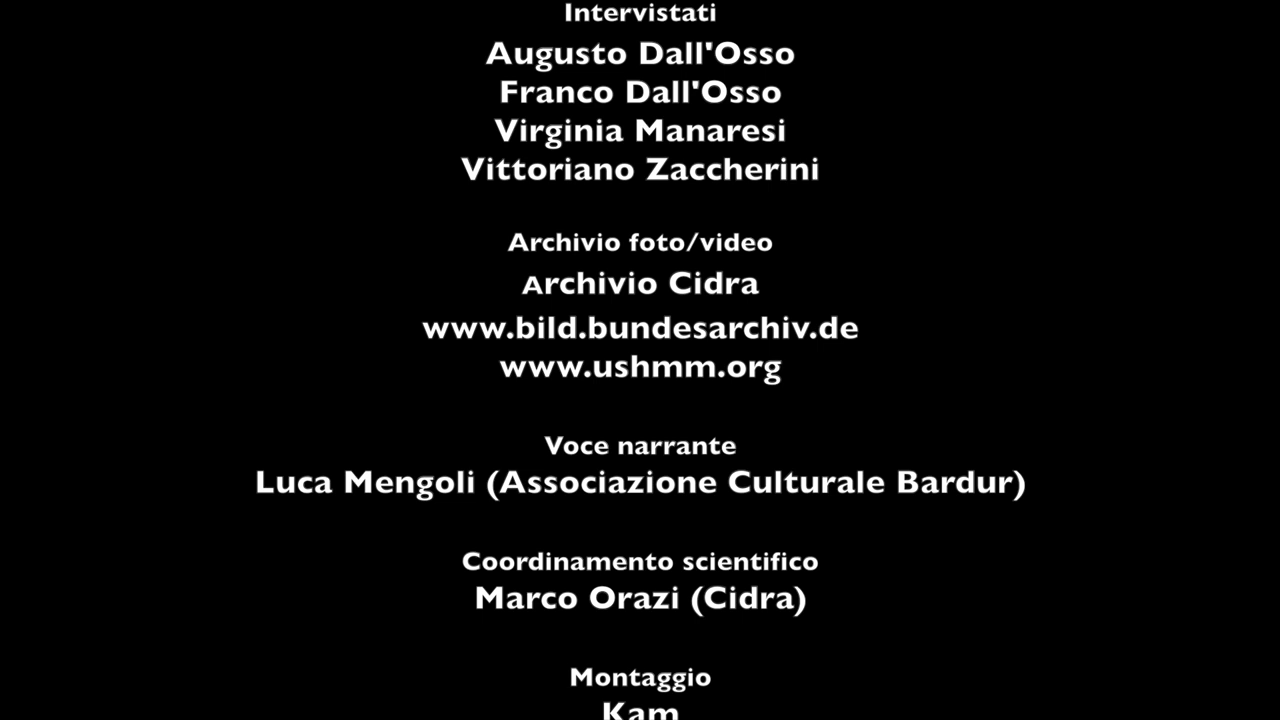 Intervistati
Augusto Dall'Osso
Franco Dall'Osso
Virginia Manaresi
Vittoriano Zaccherini
Archivio foto/video
Archivio Cidra
www.bild.bundesarchiv.de
www.ushmm.org
Voce narrante
Luca Mengoli (Associazione Culturale Bardur)
Coordinamento scientifico
Marco Orazi (Cidra)
Montaggio
Kam